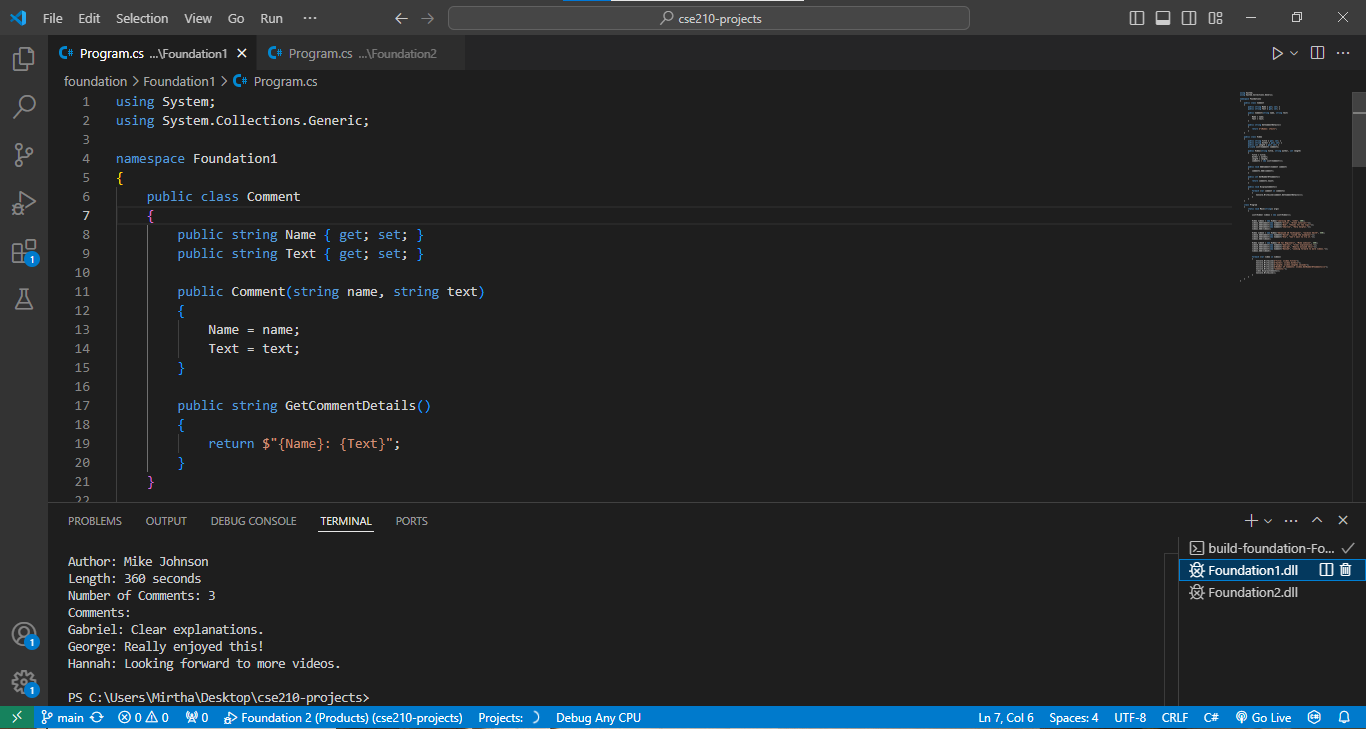 File Edit Selection View Go Run ··· cse210-projects
Program.cs ...\Foundation1 Program.cs ...\Foundation2
foundation > Foundation1 > Program.cs
1 using System;
2 using System.Collections.Generic;
3
4 namespace Foundation1
5 {
6 public class Comment
7 {
8 public string Name { get; set; }
9 public string Text { get; set; }
10
11 public Comment(string name, string text)
12 {
13 Name = name;
14 Text = text;
15 }
16
17 public string GetCommentDetails()
18 {
19 return $"{Name}: {Text}";
20 }
21 }
22
PROBLEMS OUTPUT DEBUG CONSOLE TERMINAL PORTS
Author: Mike Johnson
Length: 360 seconds
Number of Comments: 3
Comments:
Gabriel: Clear explanations.
George: Really enjoyed this!
Hannah: Looking forward to more videos.
PS C:\Users\Mirtha\Desktop\cse210-projects>
build-foundation-Fo...
Foundation1.dll
Foundation2.dll
1
1
1
main 0 0 0 Foundation 2 (Products) (cse210-projects) Projects: Debug Any CPU Ln 7, Col 6 Spaces: 4 UTF-8 CRLF C# Go Live